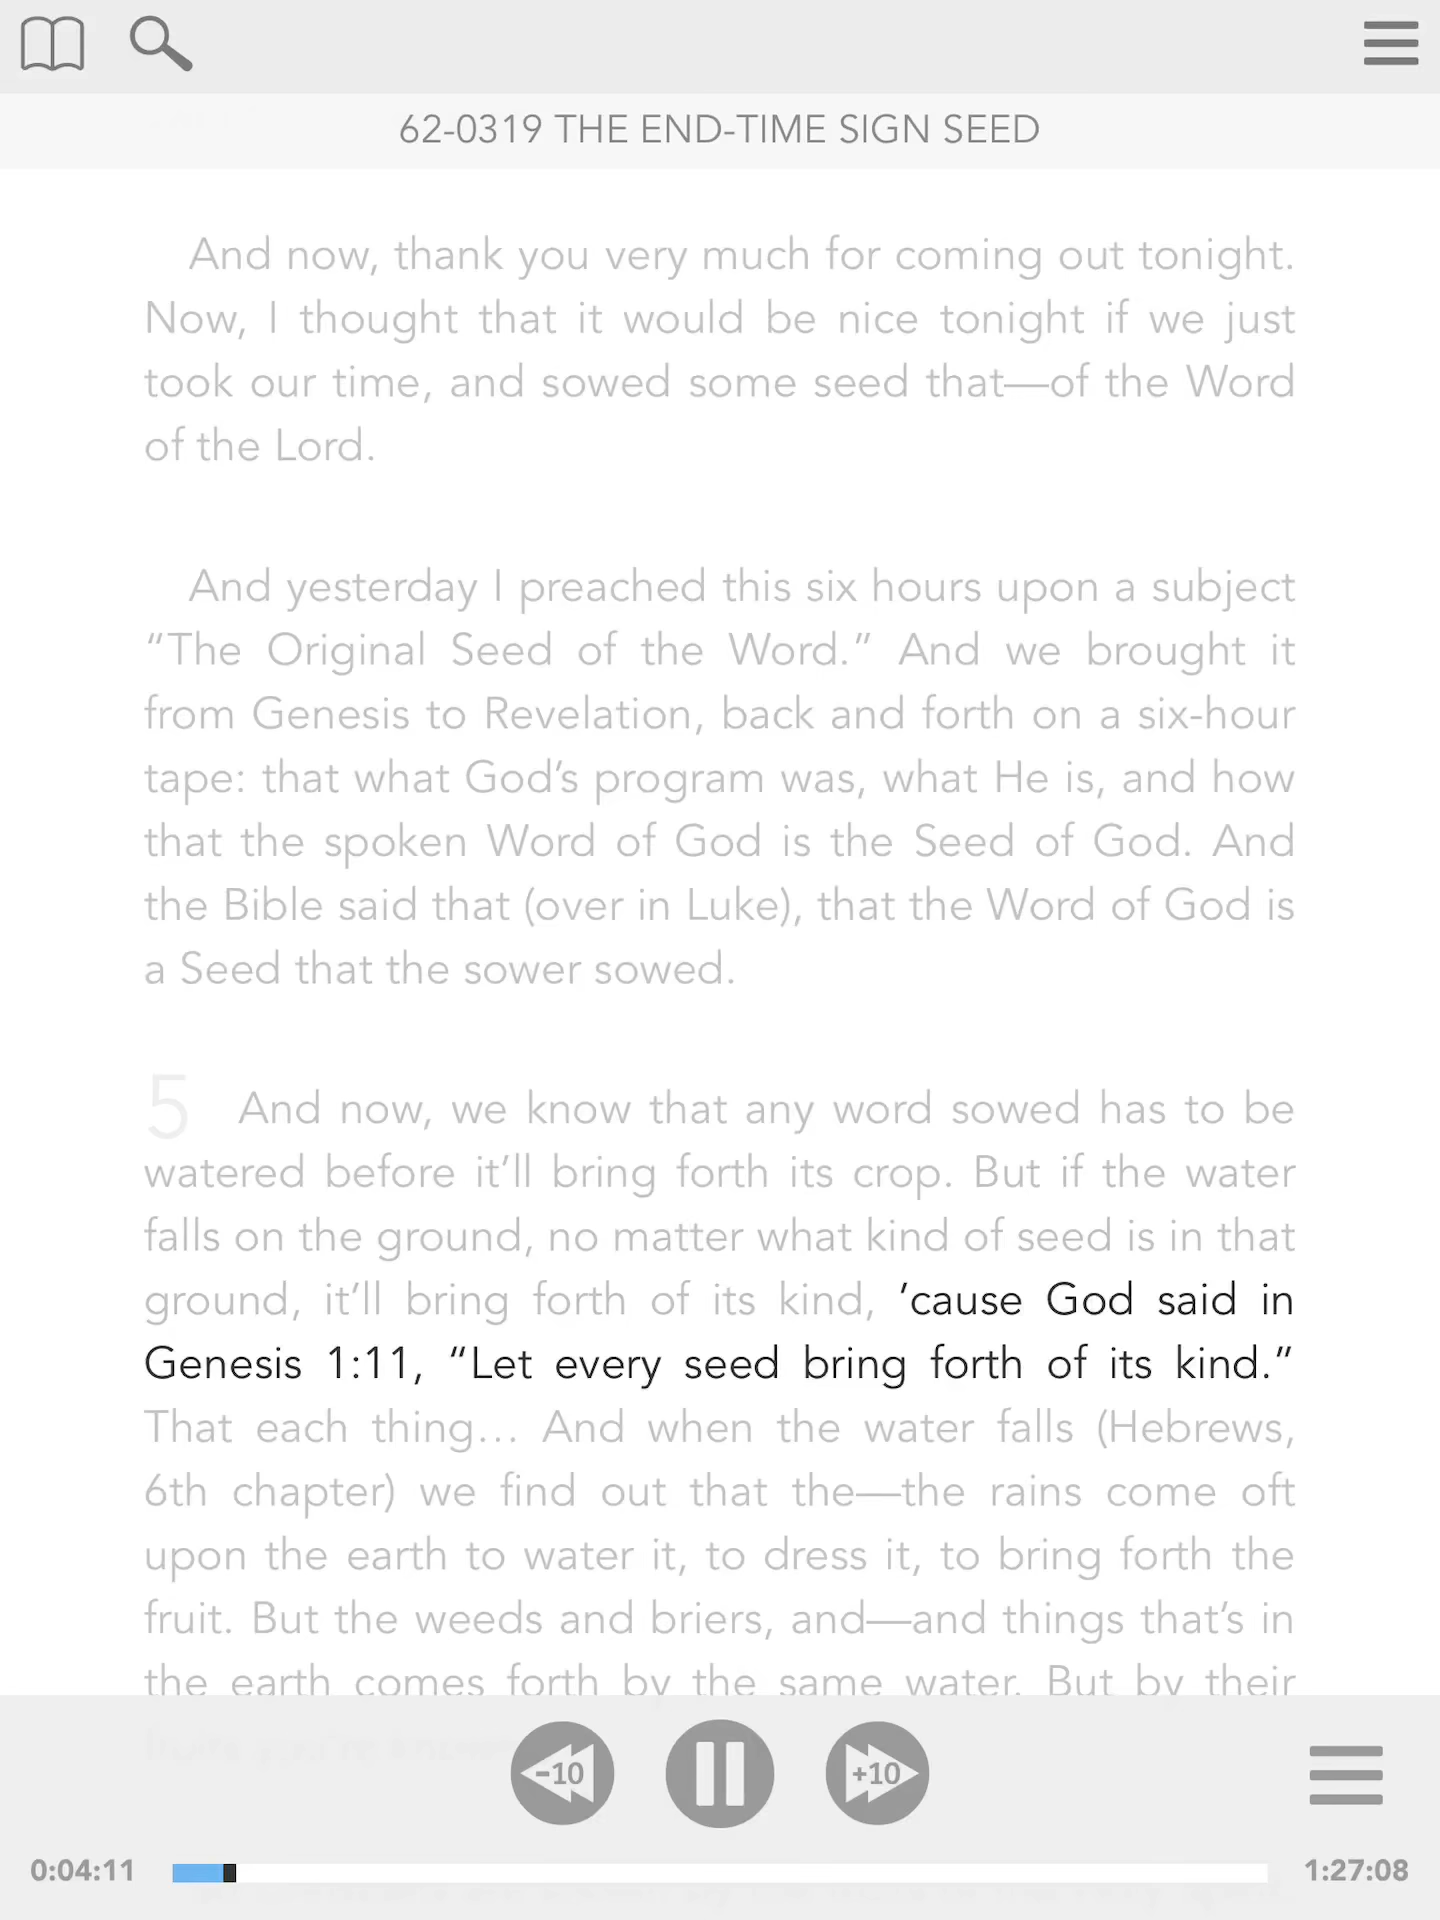 62-0319 THE END-TIME SIGN SEED
And now, thank you very much for coming out tonight.
Now, I thought that it would be nice tonight if we just
took our time, and sowed some seed that—of the Word
of the Lord.
And yesterday I preached this six hours upon a subject
“The Original Seed of the Word.” And we brought it
from Genesis to Revelation, back and forth on a six-hour
tape: that what God’s program was, what He is, and how
that the spoken Word of God is the Seed of God. And
the Bible said that (over in Luke), that the Word of God is
a Seed that the sower sowed.
5 And now, we know that any word sowed has to be
watered before it’ll bring forth its crop. But if the water
falls on the ground, no matter what kind of seed is in that
ground, it’ll bring forth of its kind, ’cause God said in
Genesis 1:11, “Let every seed bring forth of its kind.”
That each thing… And when the water falls (Hebrews,
6th chapter) we find out that the—the rains come oft
upon the earth to water it, to dress it, to bring forth the
fruit. But the weeds and briers, and—and things that’s in
the earth comes forth by the same water. But by their
-10 +10
0:04:11 1:27:08